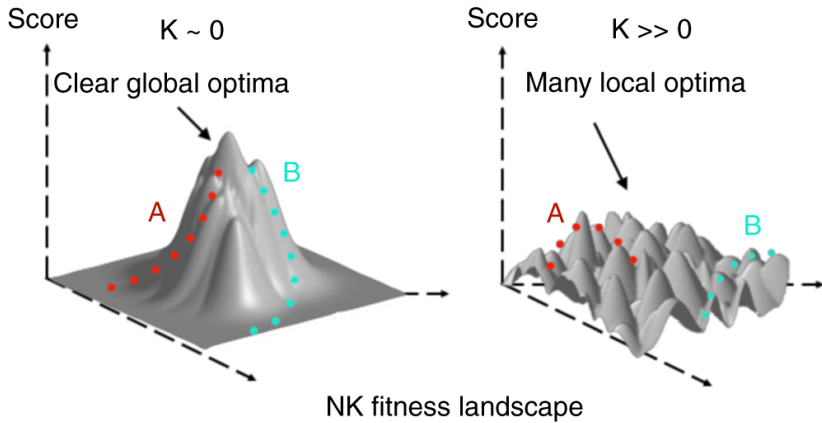 Score
K ~ 0
Clear global optima
A
B
Score
K >> 0
Many local optima
A
B
NK fitness landscape